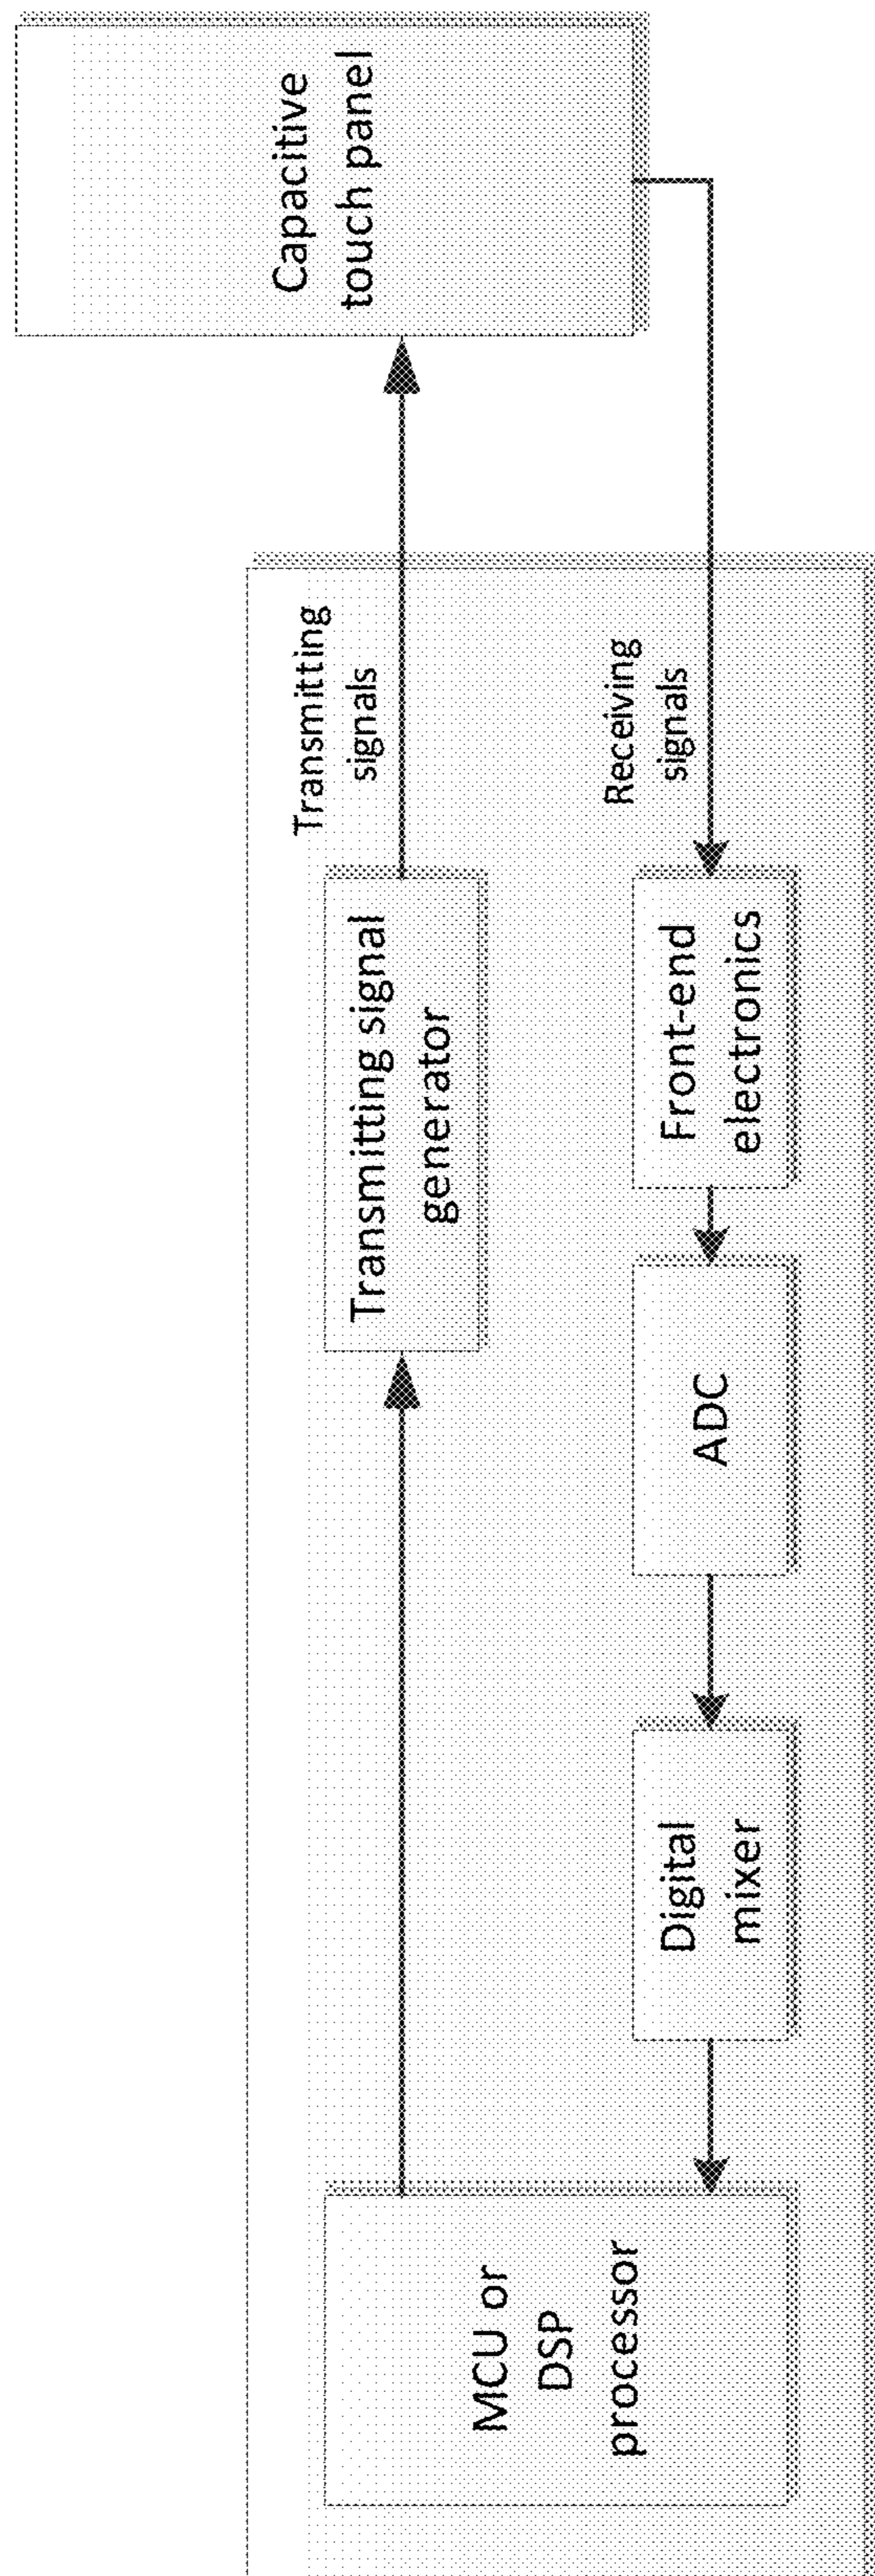 MCU or
DSP
processor
Transmitting signal
generator
Transmitting
signals
Capacitive
touch panel
Digital
mixer
ADC
Front-end
electronics
Receiving
signals